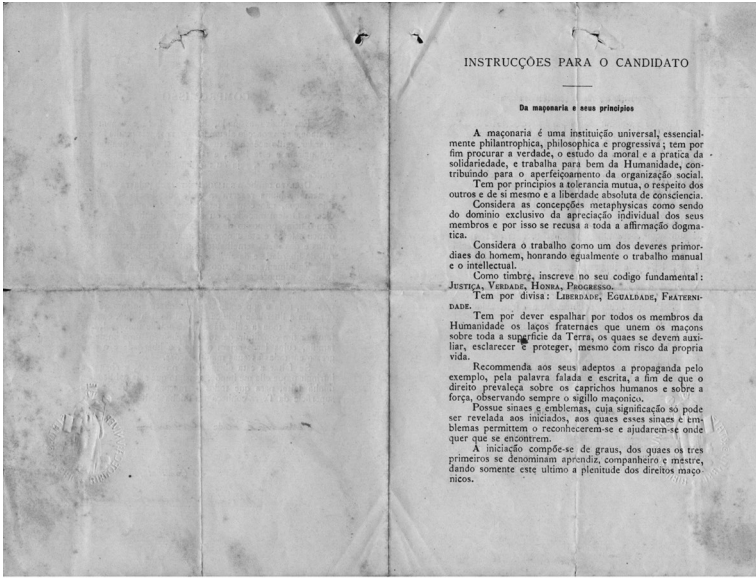 INSTRUCÇÕES PARA O CANDIDATO
Da maçonaria e seus principios
A maçonaria é uma instituição universal, essencial-
mente philantrophica, philosophica e progressiva; tem por
fim procurar a verdade, o estudo da moral e a pratica da
solidariedade, e trabalha para bem da Humanidade, con-
tribuindo para o aperfeiçoamento da organização social.
Tem por principios a tolerancia mutua, o respeito dos
outros e de si mesmo e a liberdade absoluta de consciencia.
Considera as concepções metaphysicas como sendo
do dominio exclusivo da apreciação individual dos seus
membros e por isso se recusa a toda a affirmação dogma-
tica.
Considera o trabalho como um dos deveres primor-
diaes do homem, honrando egualmente o trabalho manual
e o intellectual.
Como timbre, inscreve no seu codigo fundamental:
JUSTIÇA, VERDADE, HONRA, PROGRESSO.
Tem por divisa: LIBERDADE, EGUALDADE, FRATERNI-
DADE.
Tem por dever espalhar por todos os membros da
Humanidade os laços fraternaes que unem os maçons
sobre toda a superficie da Terra, os quaes se devem auxi-
liar, esclarecer e proteger, mesmo com risco da propria
vida.
Recommenda aos seus adeptos a propaganda pelo
exemplo, pela palavra falada e escrita, a fim de que o
direito prevaleça sobre os caprichos humanos e sobre a
força, observando sempre o sigillo maçonico.
Possue sinaes e emblemas, cuja significação só pode
ser revelada aos iniciados, aos quaes esses sinaes e em-
blemas permittem o reconhecerem-se e ajudarem-se onde
quer que se encontrem.
A iniciação compõe-se de graus, dos quaes os tres
primeiros se denominam aprendiz, companheiro e mestre,
dando somente este ultimo a plenitude dos direitos maço-
nicos.